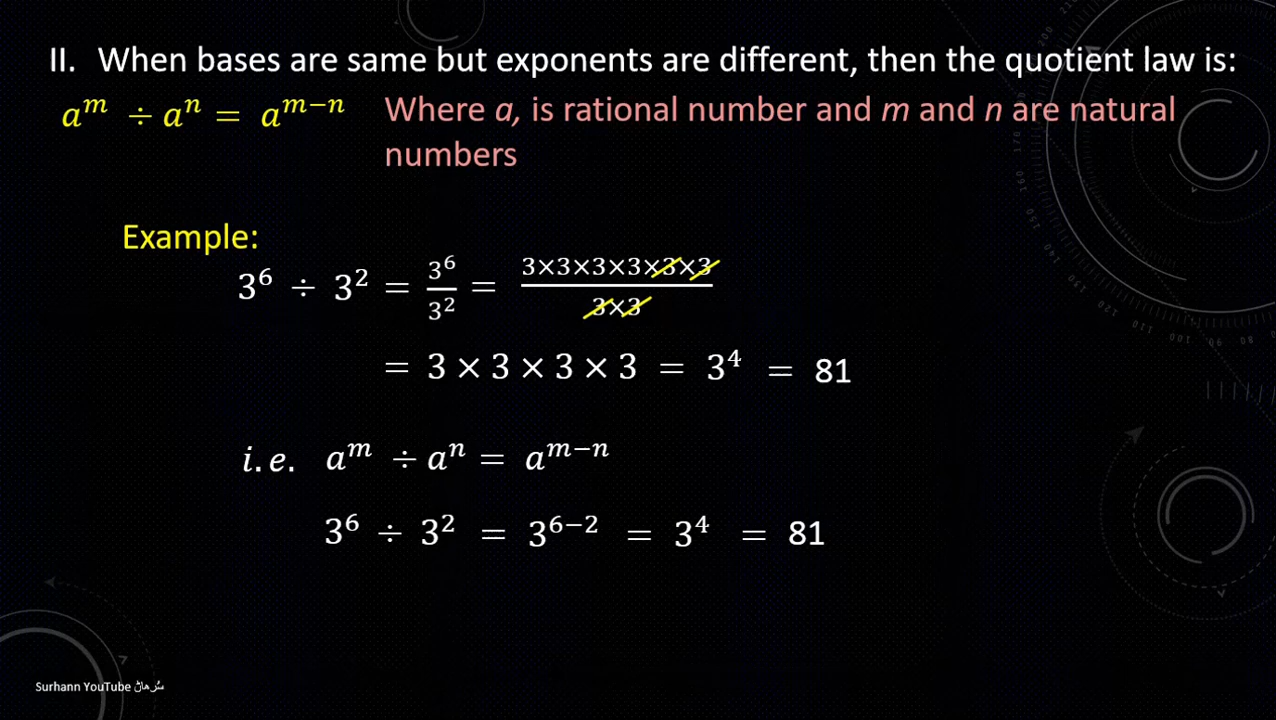 II. When bases are same but exponents are different, then the quotient law is:
a^m ÷ a^n = a^{m−n} Where a, is rational number and m and n are natural
numbers
Example:
3^6 ÷ 3^2 = \frac{3^6}{3^2} = \frac{3×3×3×3×3×3}{3×3}
= 3 × 3 × 3 × 3 = 3^4 = 81
i.e. a^m ÷ a^n = a^{m−n}
3^6 ÷ 3^2 = 3^{6−2} = 3^4 = 81
Surhann YouTube سُرهاڻ